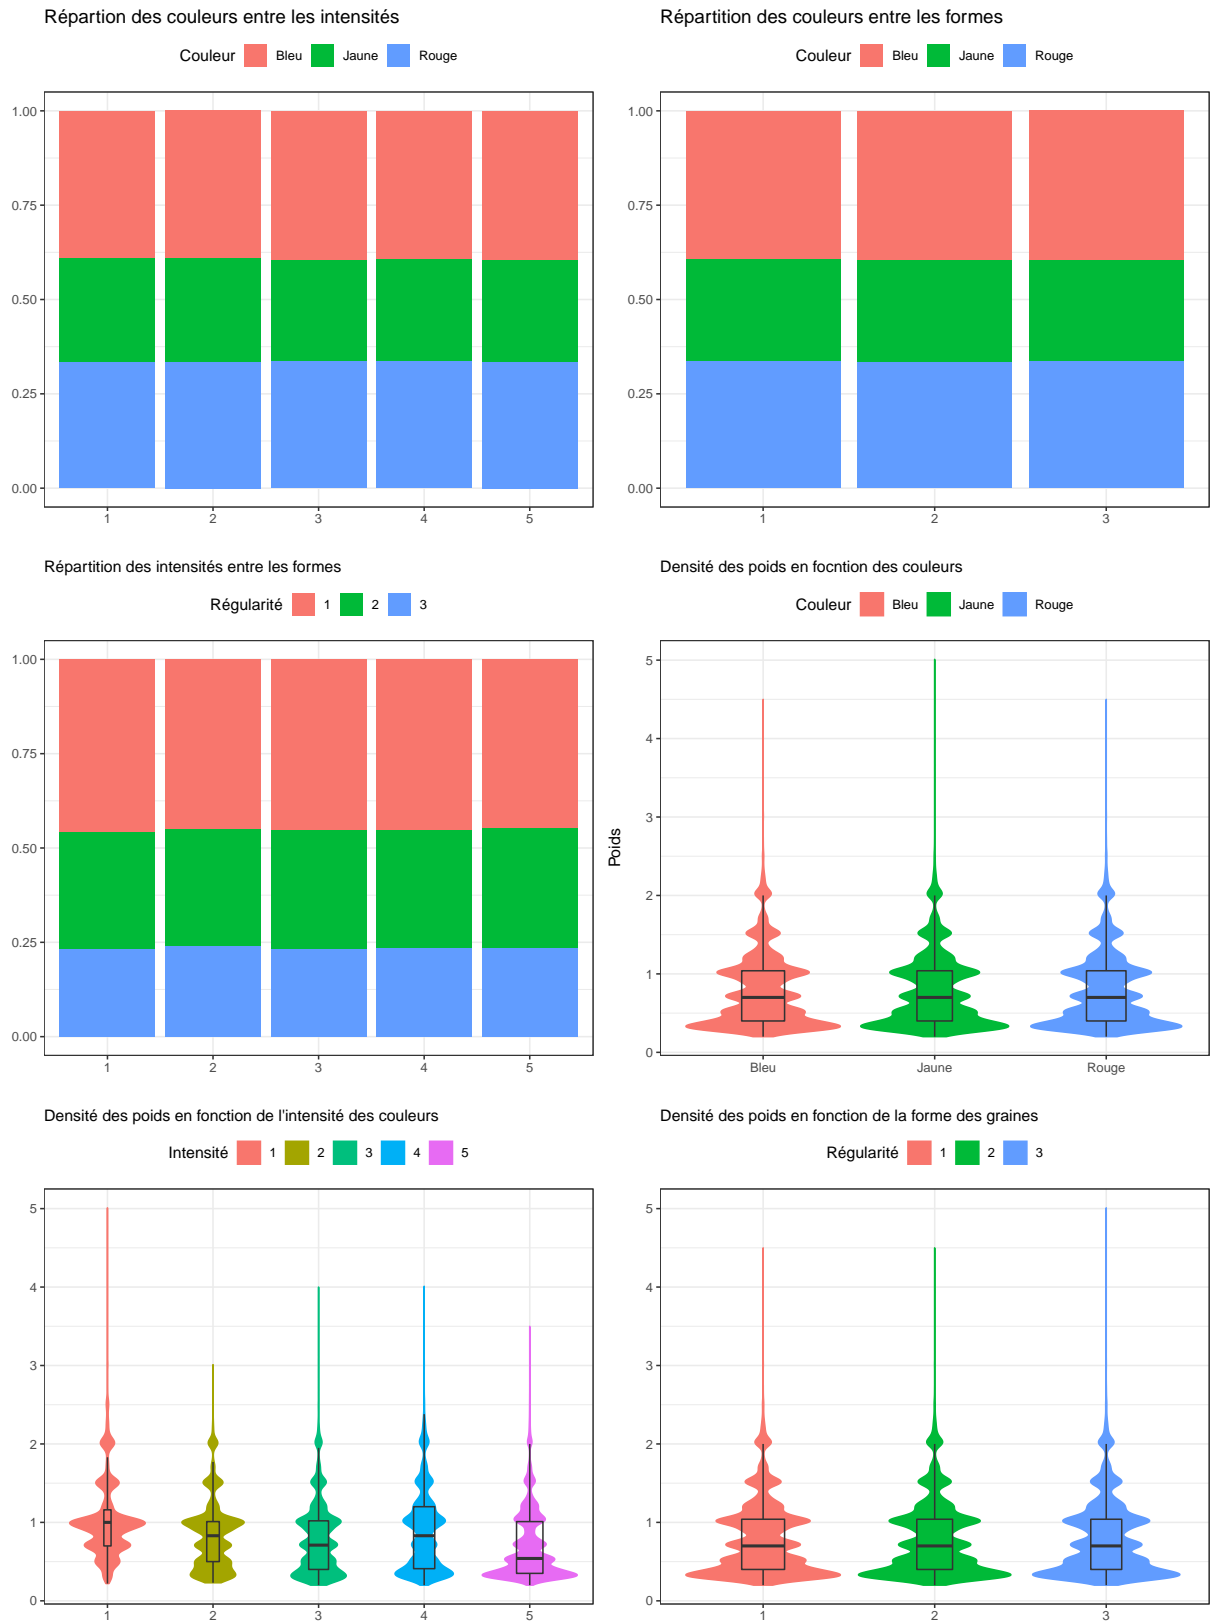 Répartion des couleurs entre les intensités
Couleur Bleu Jaune Rouge
1.00
0.75
0.50
0.25
0.00
1 2 3 4 5
Répartition des couleurs entre les formes
Couleur Bleu Jaune Rouge
1.00
0.75
0.50
0.25
0.00
1 2 3
Répartition des intensités entre les formes
Régularité 1 2 3
1.00
0.75
0.50
0.25
0.00
1 2 3 4 5
Densité des poids en focntion des couleurs
Couleur Bleu Jaune Rouge
Poids
5
4
3
2
1
0
Bleu Jaune Rouge
Densité des poids en fonction de l'intensité des couleurs
Intensité 1 2 3 4 5
5
4
3
2
1
0
1 2 3 4 5
Densité des poids en fonction de la forme des graines
Régularité 1 2 3
5
4
3
2
1
0
1 2 3